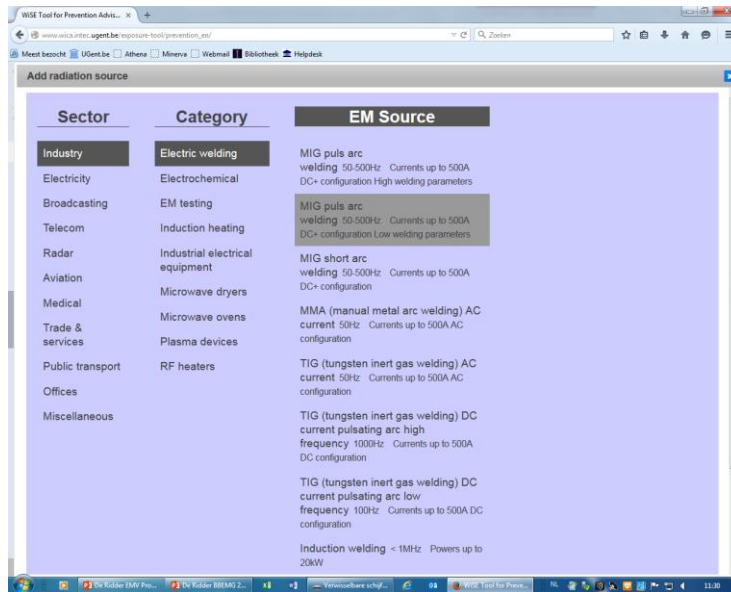 WiSE Tool for Prevention Advis... ×
www.wica.intec.ugent.be/exposure-tool/prevention_en/
Zoeken
Meest bezocht UGent.be Athena Minerva Webmail Bibliotheek Helpdesk
Add radiation source
Sector
Industry
Electricity
Broadcasting
Telecom
Radar
Aviation
Medical
Trade &
services
Public transport
Offices
Miscellaneous
Category
Electric welding
Electrochemical
EM testing
Induction heating
Industrial electrical
equipment
Microwave dryers
Microwave ovens
Plasma devices
RF heaters
EM Source
MIG puls arc
welding 50-500Hz Currents up to 500A
DC+ configuration High welding parameters
MIG puls arc
welding 50-500Hz Currents up to 500A
DC+ configuration Low welding parameters
MIG short arc
welding 50-500Hz Currents up to 500A
DC+ configuration
MMA (manual metal arc welding) AC
current 50Hz Currents up to 500A AC
configuration
TIG (tungsten inert gas welding) AC
current 50Hz Currents up to 500A AC
configuration
TIG (tungsten inert gas welding) DC
current pulsating arc high
frequency 1000Hz Currents up to 500A
DC configuration
TIG (tungsten inert gas welding) DC
current pulsating arc low
frequency 100Hz Currents up to 500A DC
configuration
Induction welding < 1MHz Powers up to
20kW
De Ridder EMV Pro... De Ridder BBEMG 2... Verwisselbare schijf... WiSE Tool for Preve... NL 11:30